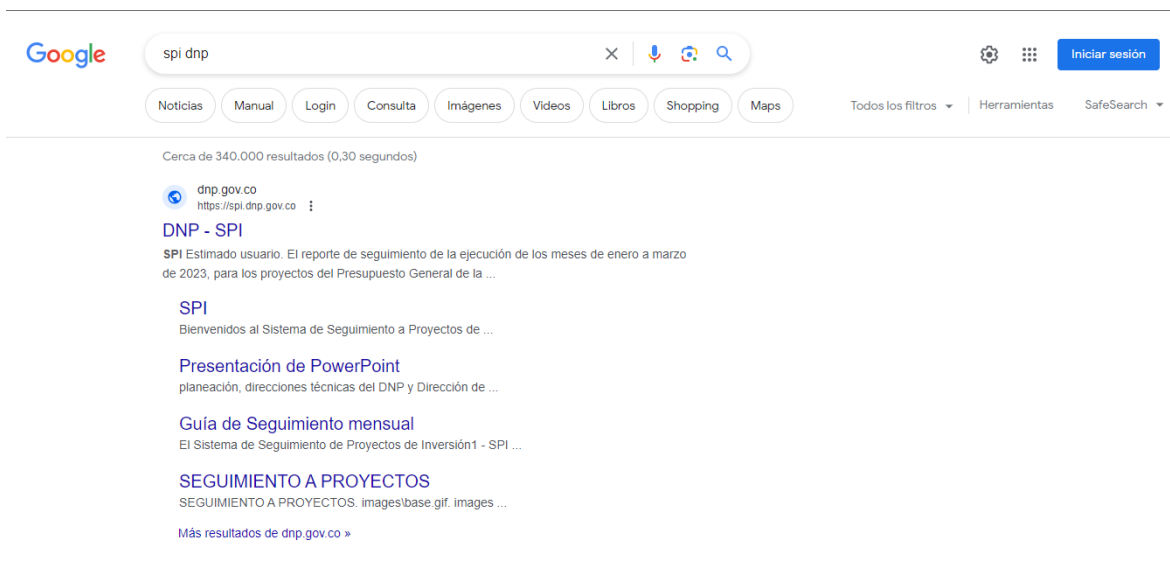 Google
spi dnp
Iniciar sesión
Noticias
Manual
Login
Consulta
Imágenes
Videos
Libros
Shopping
Maps
Todos los filtros
Herramientas
SafeSearch
Cerca de 340.000 resultados (0,30 segundos)
dnp.gov.co
https://spi.dnp.gov.co
DNP - SPI
SPI Estimado usuario. El reporte de seguimiento de la ejecución de los meses de enero a marzo
de 2023, para los proyectos del Presupuesto General de la ...
SPI
Bienvenidos al Sistema de Seguimiento a Proyectos de ...
Presentación de PowerPoint
planeación, direcciones técnicas del DNP y Dirección de ...
Guía de Seguimiento mensual
El Sistema de Seguimiento de Proyectos de Inversión1 - SPI ...
SEGUIMIENTO A PROYECTOS
SEGUIMIENTO A PROYECTOS. images\base.gif. images ...
Más resultados de dnp.gov.co »